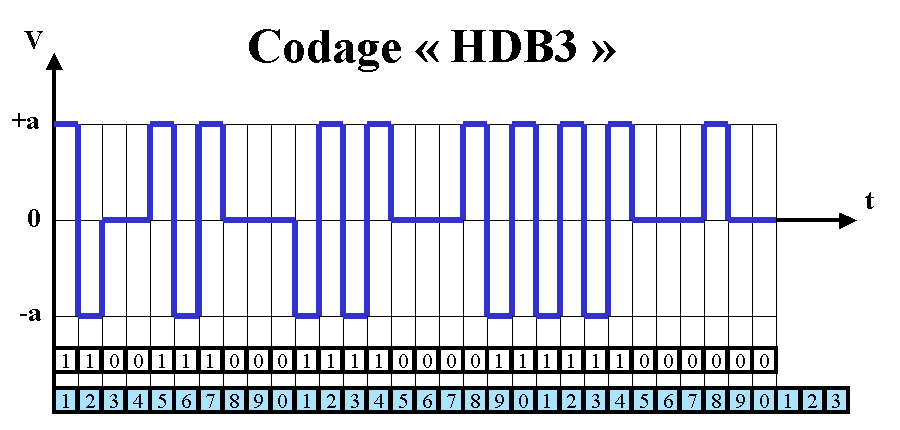 Codage « HDB3 »
V
+a
0
t
-a
1 1 0 0 1 1 1 0 0 0 1 1 1 1 0 0 0 0 1 1 1 1 1 1 0 0 0 0 0 0
1 2 3 4 5 6 7 8 9 0 1 2 3 4 5 6 7 8 9 0 1 2 3 4 5 6 7 8 9 0 1 2 3